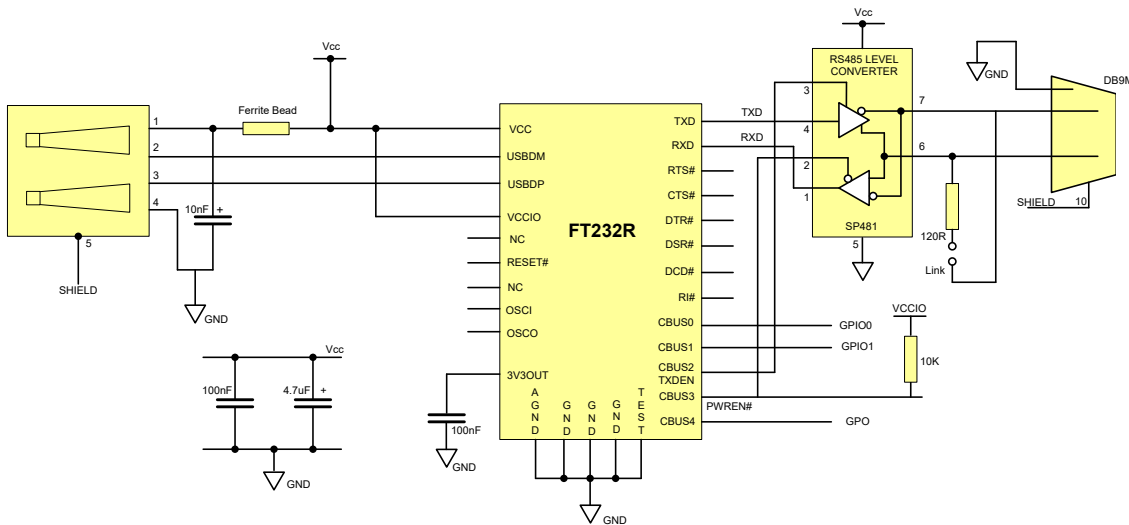 Vcc
Vcc
RS485 LEVEL
CONVERTER
GND
DB9M
Ferrite Bead
1
2
3
4
5
SHIELD
10nF +
GND
VCC
USBDM
USBDP
VCCIO
NC
RESET#
NC
OSCI
OSCO
3V3OUT
FT232R
TXD
RXD
RTS#
CTS#
DTR#
DSR#
DCD#
RI#
CBUS0
CBUS1
CBUS2
TXDEN
CBUS3
CBUS4
AGND
GND
GND
GND
TEST
TXD
RXD
3
4
2
1
7
6
SP481
5
120R
Link
SHIELD
10
GPIO0
GPIO1
VCCIO
10K
PWREN#
GPO
Vcc
100nF
4.7uF +
GND
100nF
GND
GND